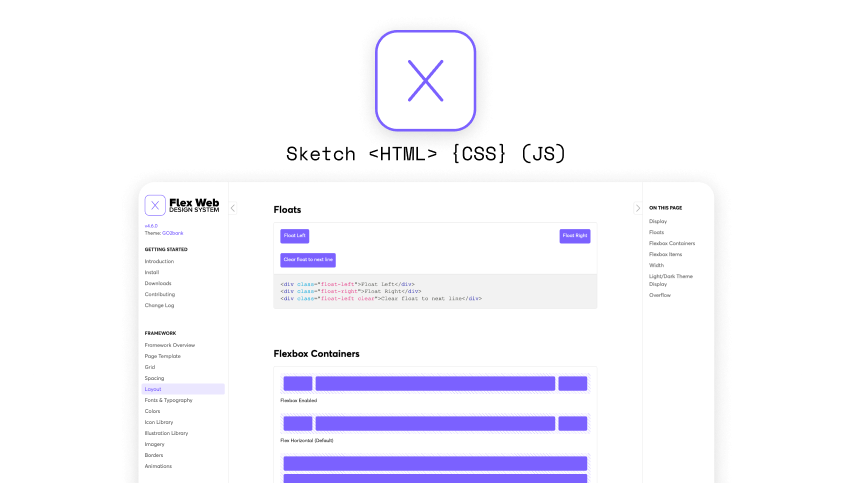 X
Sketch <HTML> {CSS} (JS)
X
Flex Web
DESIGN SYSTEM
v4.6.0
Theme: GO2bank
GETTING STARTED
Introduction
Install
Downloads
Contributing
Change Log
FRAMEWORK
Framework Overview
Page Template
Grid
Spacing
Layout
Fonts & Typography
Colors
Icon Library
Illustration Library
Imagery
Borders
Animations
Floats
Float Left
Float Right
Clear float to next line
<div class="float-left">Float Left</div>
<div class="float-right">Float Right</div>
<div class="float-left clear">Clear float to next line</div>
Flexbox Containers
Flexbox Enabled
Flex Horizontal (Default)
ON THIS PAGE
Display
Floats
Flexbox Containers
Flexbox Items
Width
Light/Dark Theme
Display
Overflow